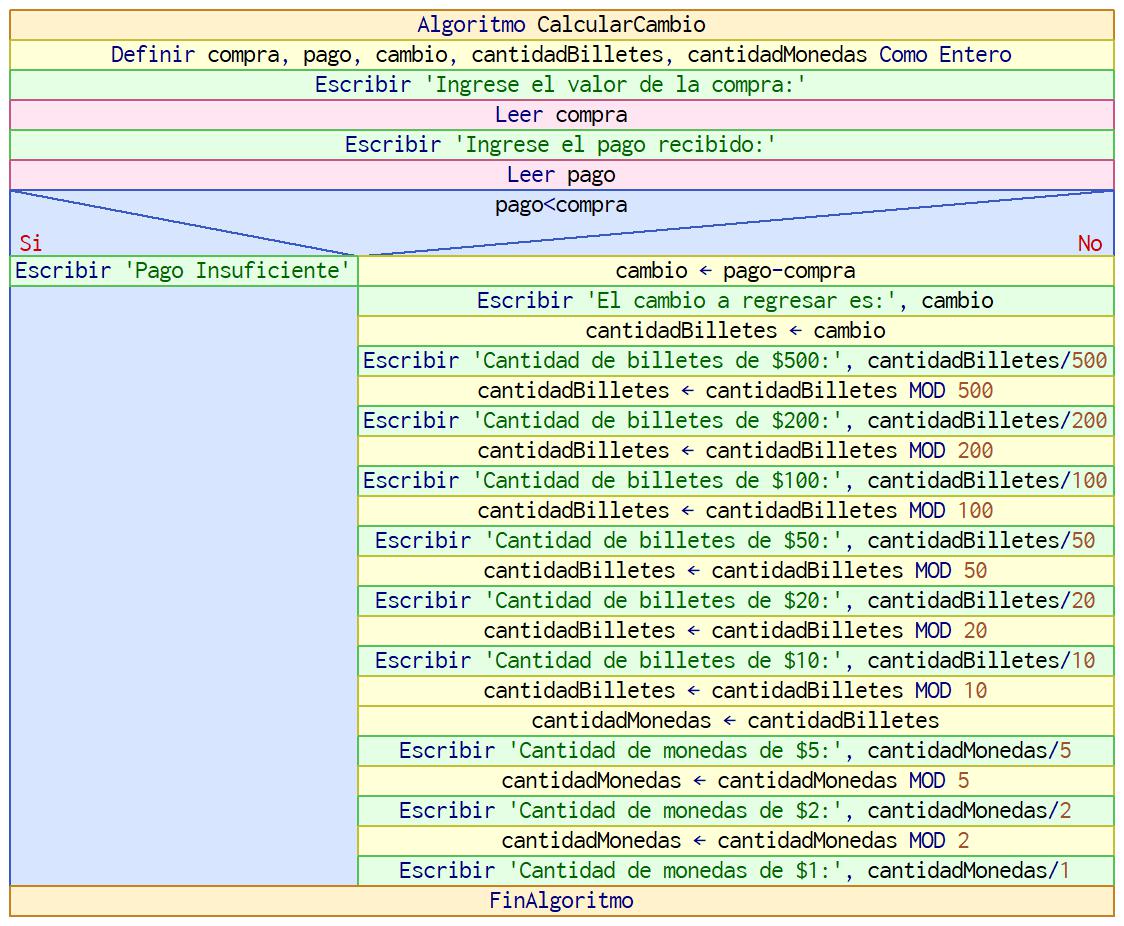 Algoritmo CalcularCambio
Definir compra, pago, cambio, cantidadBilletes, cantidadMonedas Como Entero
Escribir 'Ingrese el valor de la compra:'
Leer compra
Escribir 'Ingrese el pago recibido:'
Leer pago
pago<compra
Si
No
Escribir 'Pago Insuficiente'
cambio ← pago-compra
Escribir 'El cambio a regresar es:', cambio
cantidadBilletes ← cambio
Escribir 'Cantidad de billetes de $500:', cantidadBilletes/500
cantidadBilletes ← cantidadBilletes MOD 500
Escribir 'Cantidad de billetes de $200:', cantidadBilletes/200
cantidadBilletes ← cantidadBilletes MOD 200
Escribir 'Cantidad de billetes de $100:', cantidadBilletes/100
cantidadBilletes ← cantidadBilletes MOD 100
Escribir 'Cantidad de billetes de $50:', cantidadBilletes/50
cantidadBilletes ← cantidadBilletes MOD 50
Escribir 'Cantidad de billetes de $20:', cantidadBilletes/20
cantidadBilletes ← cantidadBilletes MOD 20
Escribir 'Cantidad de billetes de $10:', cantidadBilletes/10
cantidadBilletes ← cantidadBilletes MOD 10
cantidadMonedas ← cantidadBilletes
Escribir 'Cantidad de monedas de $5:', cantidadMonedas/5
cantidadMonedas ← cantidadMonedas MOD 5
Escribir 'Cantidad de monedas de $2:', cantidadMonedas/2
cantidadMonedas ← cantidadMonedas MOD 2
Escribir 'Cantidad de monedas de $1:', cantidadMonedas/1
FinAlgoritmo